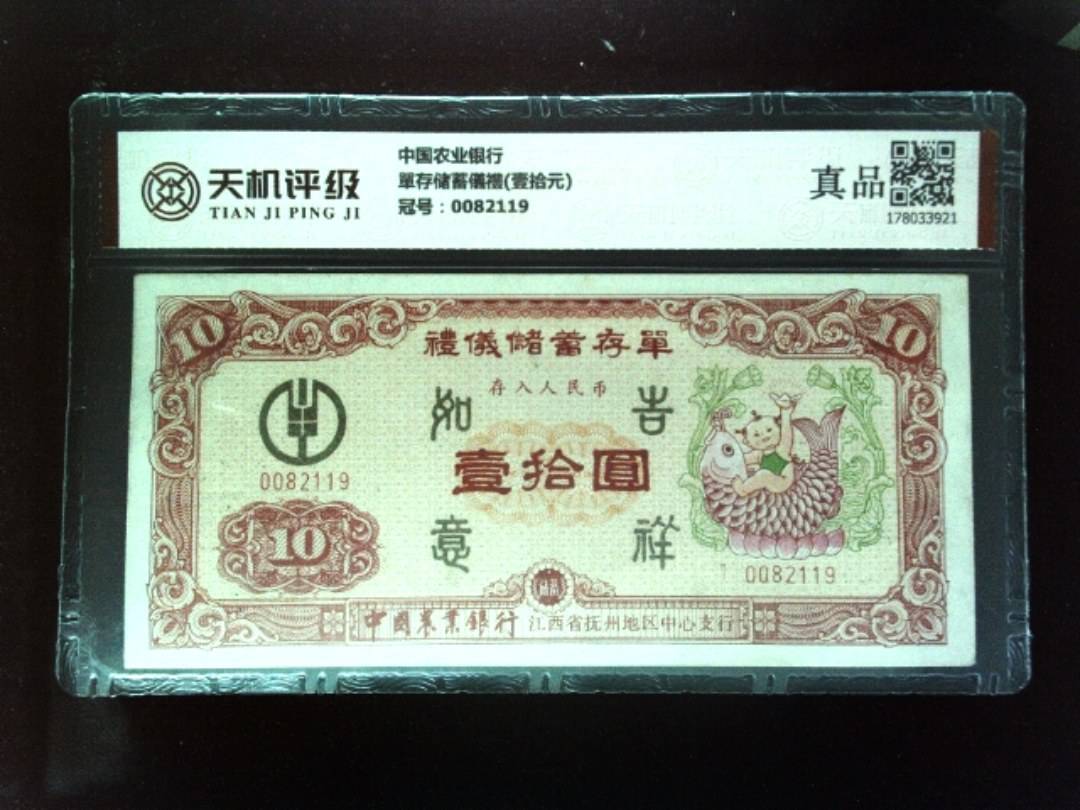 天机评级
TIAN JI PING JI
中国农业银行
單存储蓄儀禮(壹拾元)
冠号：0082119
真品
178033921
10
10
禮儀儲蓄存單
存入人民币
如
吉
壹拾圓
0082119
意
祥
10
0082119
儲蓄
中國農業銀行 江西省抚州地区中心支行